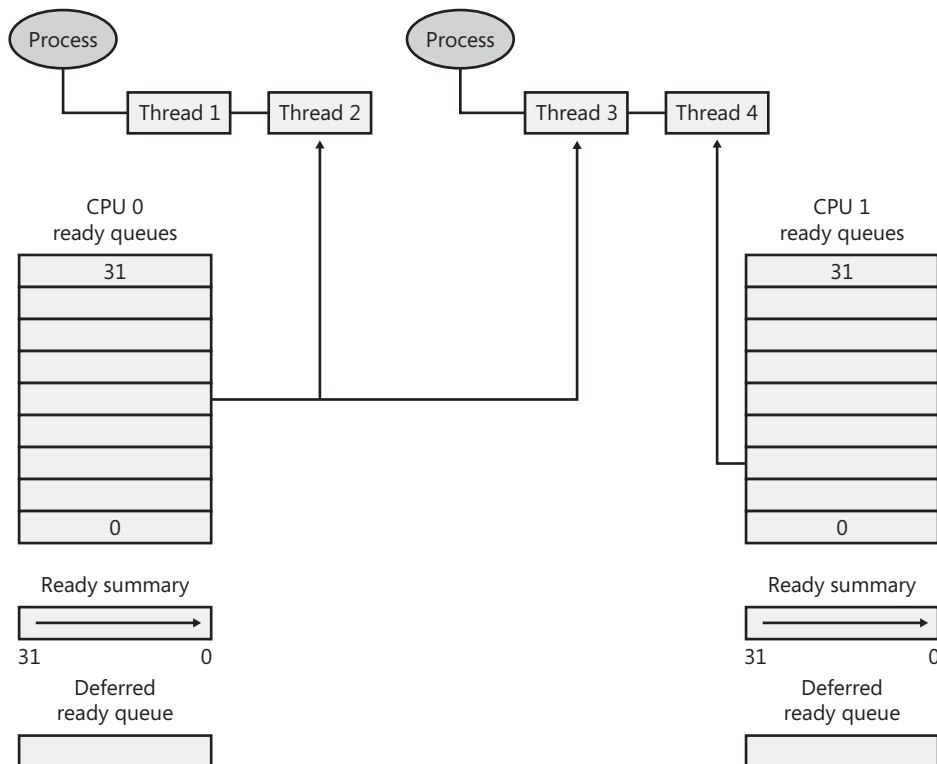 Process
Process
Thread 1
Thread 2
Thread 3
Thread 4
CPU 0
ready queues
31
0
Ready summary
31
0
Deferred
ready queue
CPU 1
ready queues
31
0
Ready summary
31
0
Deferred
ready queue